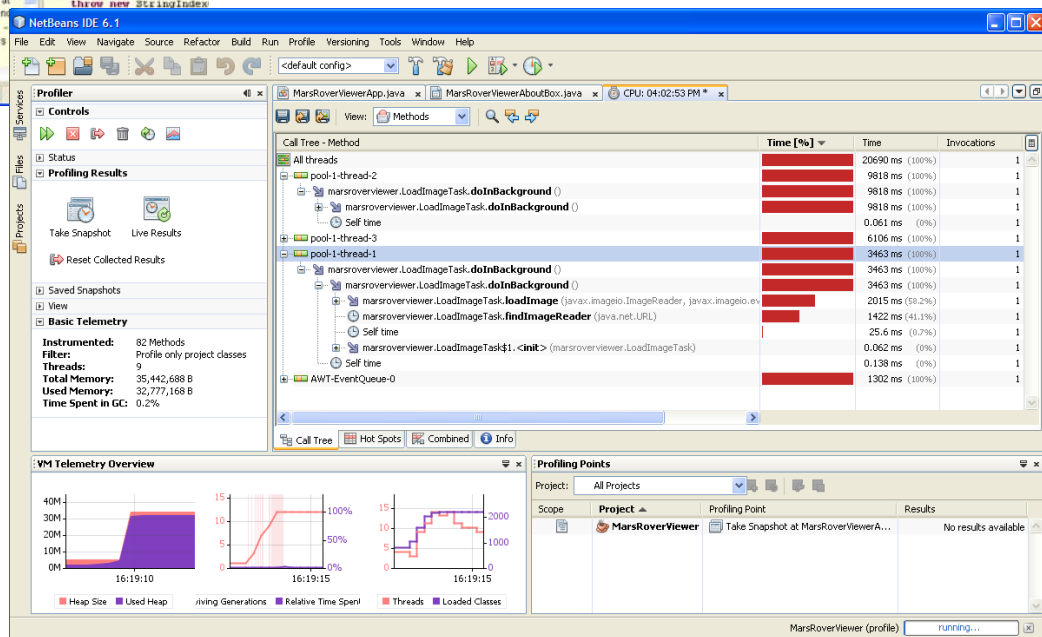 throw new StringIndex
NetBeans IDE 6.1
File Edit View Navigate Source Refactor Build Run Profile Versioning Tools Window Help
<default config>
Services
Files
Projects
Profiler
Controls
Status
Profiling Results
Take Snapshot Live Results
Reset Collected Results
Saved Snapshots
View
Basic Telemetry
Instrumented: 82 Methods
Filter: Profile only project classes
Threads: 9
Total Memory: 35,442,688 B
Used Memory: 32,777,168 B
Time Spent in GC: 0.2%
MarsRoverViewerApp.java x MarsRoverViewerAboutBox.java x CPU: 04:02:53 PM * x
View: Methods
Call Tree - Method Time [%] Time Invocations
All threads 20690 ms (100%) 1
pool-1-thread-2 9818 ms (100%) 1
marsroverviewer.LoadImageTask.doInBackground () 9818 ms (100%) 1
marsroverviewer.LoadImageTask.doInBackground () 9818 ms (100%) 1
Self time 0.061 ms (0%) 1
pool-1-thread-3 6106 ms (100%) 1
pool-1-thread-1 3463 ms (100%) 1
marsroverviewer.LoadImageTask.doInBackground () 3463 ms (100%) 1
marsroverviewer.LoadImageTask.doInBackground () 3463 ms (100%) 1
marsroverviewer.LoadImageTask.loadImage (javax.imageio.ImageReader, javax.imageio.ev 2015 ms (58.2%) 1
marsroverviewer.LoadImageTask.findImageReader (java.net.URL) 1422 ms (41.1%) 1
Self time 25.6 ms (0.7%) 1
marsroverviewer.LoadImageTask$1.<init> (marsroverviewer.LoadImageTask) 0.062 ms (0%) 1
Self time 0.138 ms (0%) 1
AWT-EventQueue-0 1302 ms (100%) 1
Call Tree Hot Spots Combined Info
VM Telemetry Overview
40M
30M
20M
10M
0M
16:19:10
Heap Size Used Heap
15
10
5
0
100%
50%
0%
16:19:15
iving Generations Relative Time Spen
15
10
5
0
2000
1000
0
16:19:15
Threads Loaded Classes
Profiling Points
Project: All Projects
Scope Project Profiling Point Results
MarsRoverViewer Take Snapshot at MarsRoverViewerA... No results available
MarsRoverViewer (profile) running...